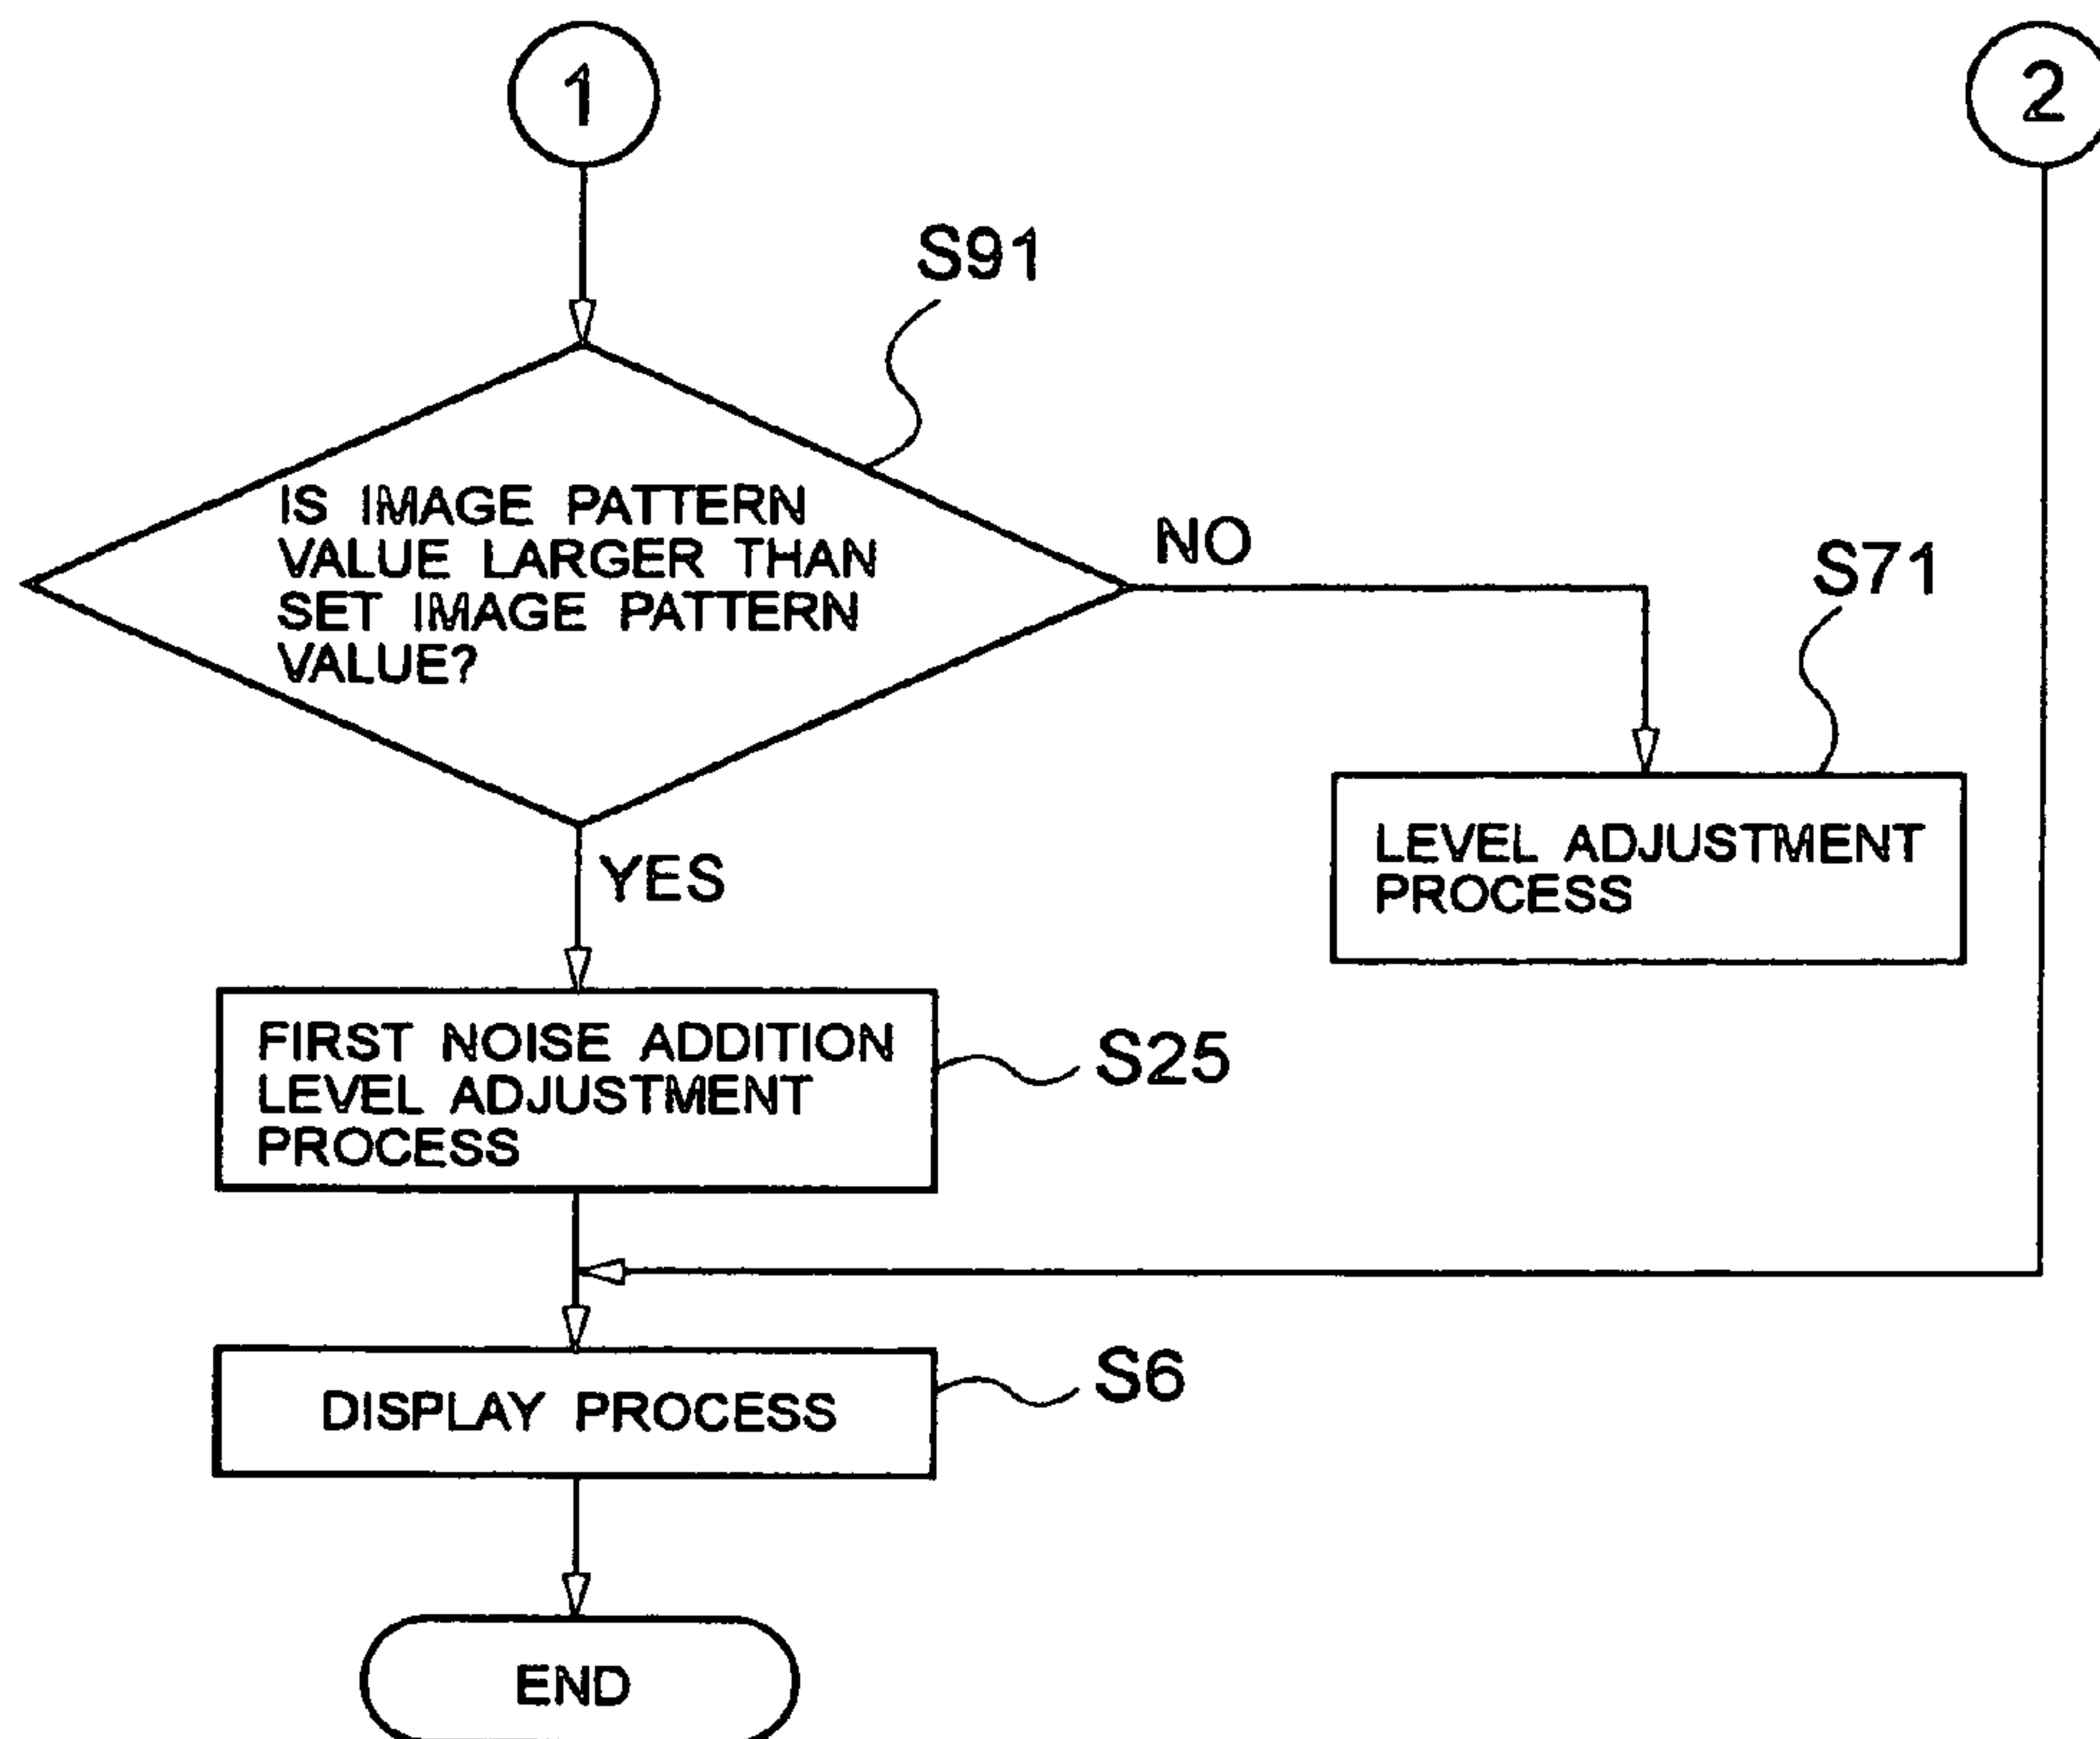 1
2
S91
IS IMAGE PATTERN
VALUE LARGER THAN
SET IMAGE PATTERN
VALUE?
NO
S71
LEVEL ADJUSTMENT
PROCESS
YES
FIRST NOISE ADDITION
LEVEL ADJUSTMENT
PROCESS
S25
DISPLAY PROCESS
S6
END